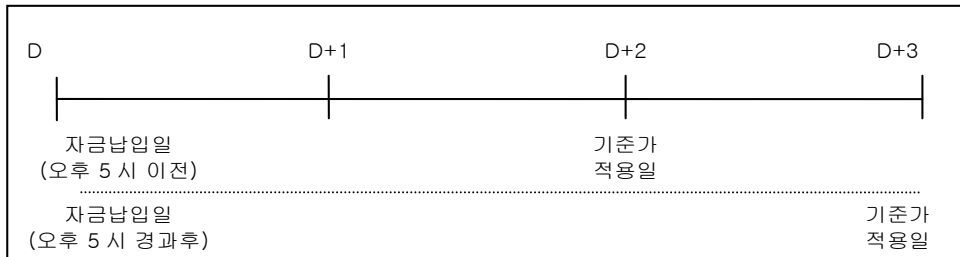 D D+1 D+2 D+3
자금납입일 기준가
(오후 5 시 이전) 적용일
자금납입일 기준가
(오후 5 시 경과후) 적용일